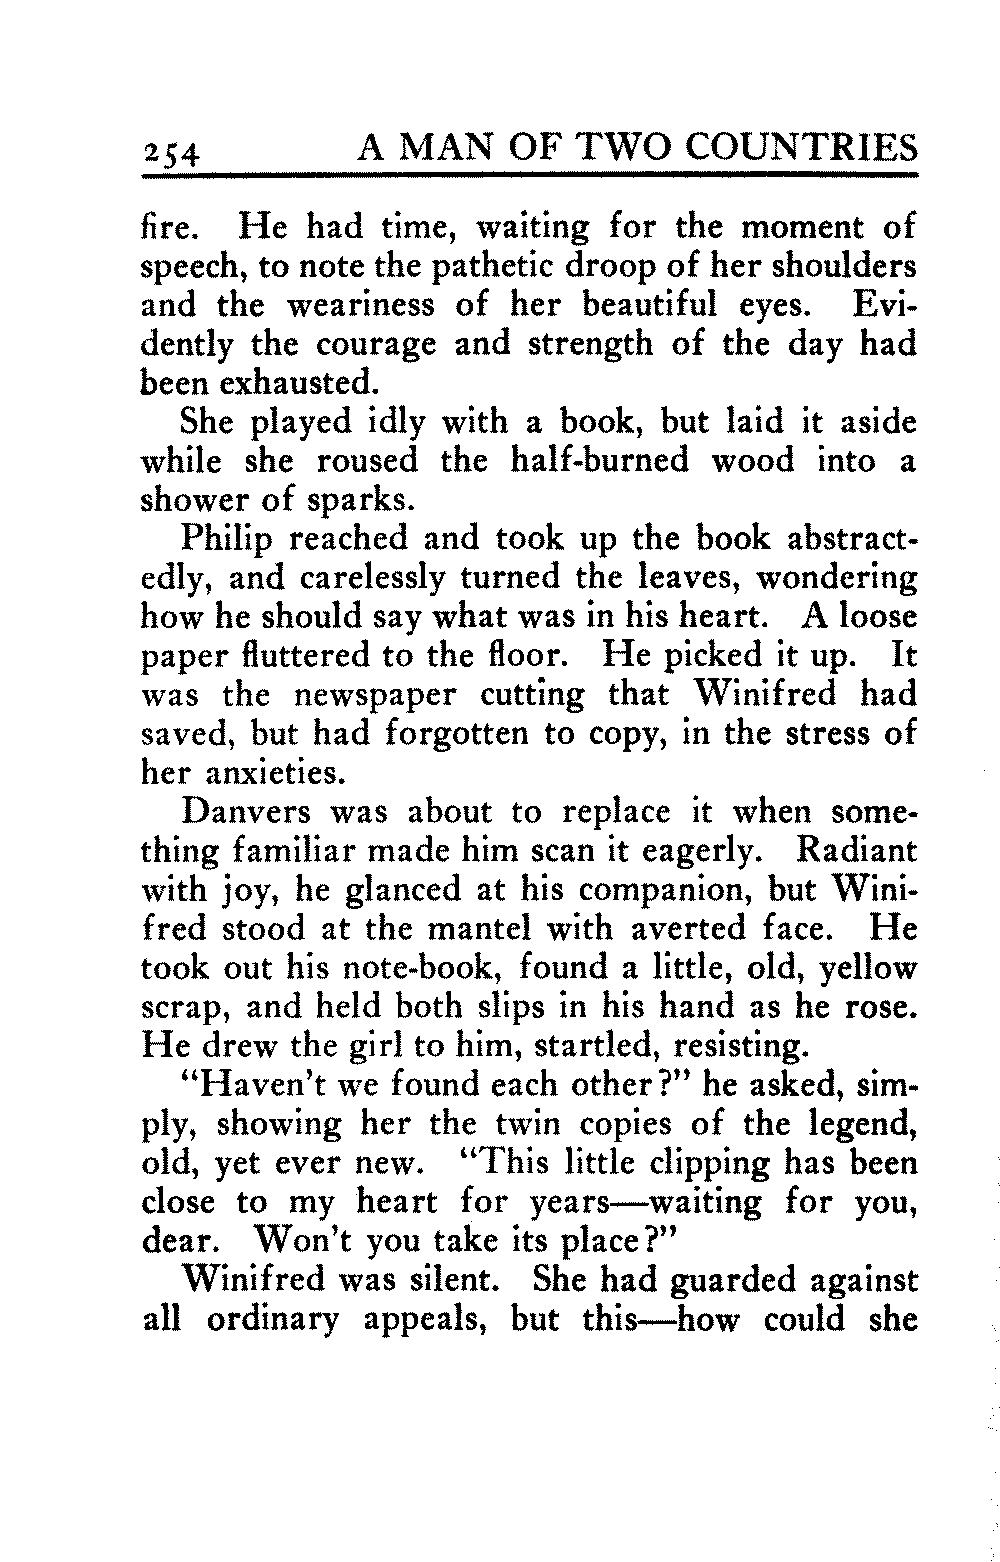 254 A MAN OF TWO COUNTRIES
fire. He had time, waiting for the moment of
speech, to note the pathetic droop of her shoulders
and the weariness of her beautiful eyes. Evi-
dently the courage and strength of the day had
been exhausted.
She played idly with a book, but laid it aside
while she roused the half-burned wood into a
shower of sparks.
Philip reached and took up the book abstract-
edly, and carelessly turned the leaves, wondering
how he should say what was in his heart. A loose
paper fluttered to the floor. He picked it up. It
was the newspaper cutting that Winifred had
saved, but had forgotten to copy, in the stress of
her anxieties.
Danvers was about to replace it when some-
thing familiar made him scan it eagerly. Radiant
with joy, he glanced at his companion, but Wini-
fred stood at the mantel with averted face. He
took out his note-book, found a little, old, yellow
scrap, and held both slips in his hand as he rose.
He drew the girl to him, startled, resisting.
"Haven't we found each other?" he asked, sim-
ply, showing her the twin copies of the legend,
old, yet ever new. "This little clipping has been
close to my heart for years—waiting for you,
dear. Won't you take its place?"
Winifred was silent. She had guarded against
all ordinary appeals, but this—how could she